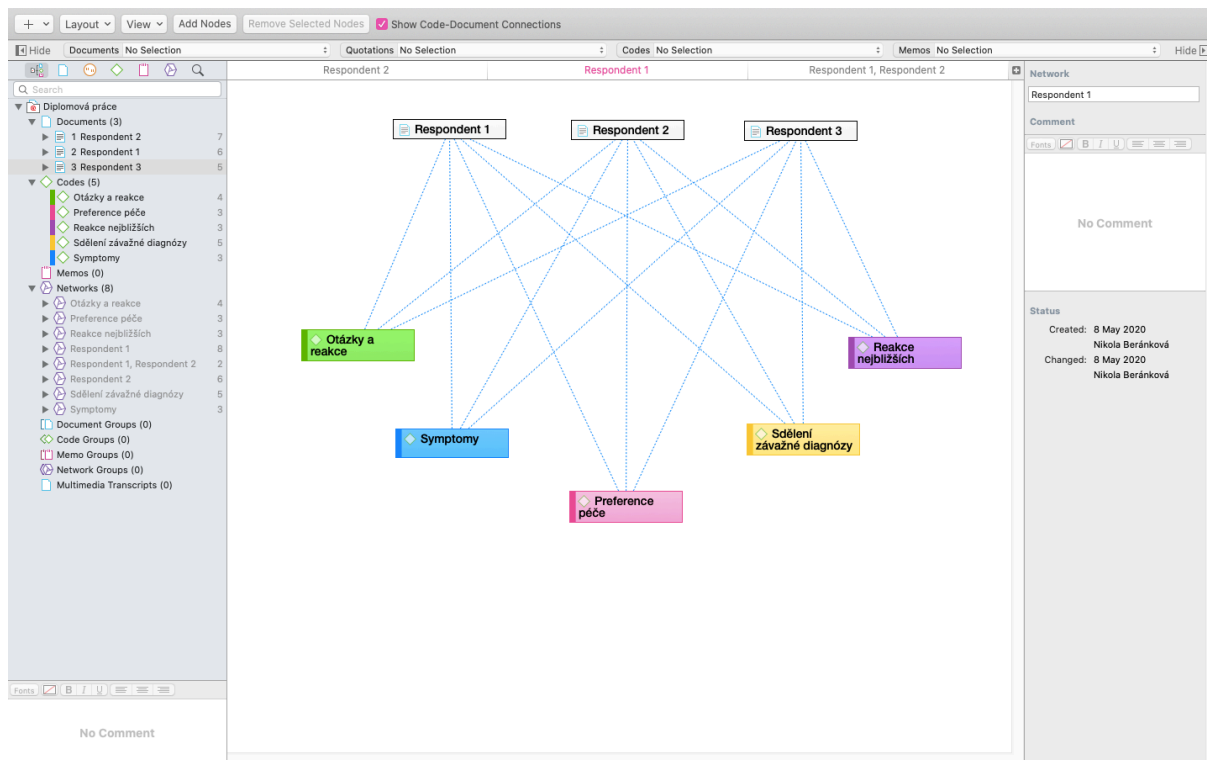 Layout View Add Nodes Remove Selected Nodes Show Code-Document Connections
Hide Documents No Selection Quotations No Selection Codes No Selection Memos No Selection Hide
Respondent 2 Respondent 1 Respondent 1, Respondent 2
Search
Diplomová práce
Documents (3)
1 Respondent 2 7
2 Respondent 1 6
3 Respondent 3 5
Codes (5)
Otázky a reakce 4
Preference péče 3
Reakce nejbližších 3
Sdělení závažné diagnózy 5
Symptomy 3
Memos (0)
Networks (8)
Otázky a reakce 4
Preference péče 3
Reakce nejbližších 3
Respondent 1 8
Respondent 1, Respondent 2 2
Respondent 2 6
Sdělení závažné diagnózy 5
Symptomy 3
Document Groups (0)
Code Groups (0)
Memo Groups (0)
Network Groups (0)
Multimedia Transcripts (0)
Fonts B I U
No Comment
Respondent 1 Respondent 2 Respondent 3
Otázky a
reakce
Reakce
nejbližších
Symptomy
Sdělení
závažné diagnózy
Preference
péče
Network
Respondent 1
Comment
Fonts B I U
No Comment
Status
Created: 8 May 2020
Nikola Beránková
Changed: 8 May 2020
Nikola Beránková